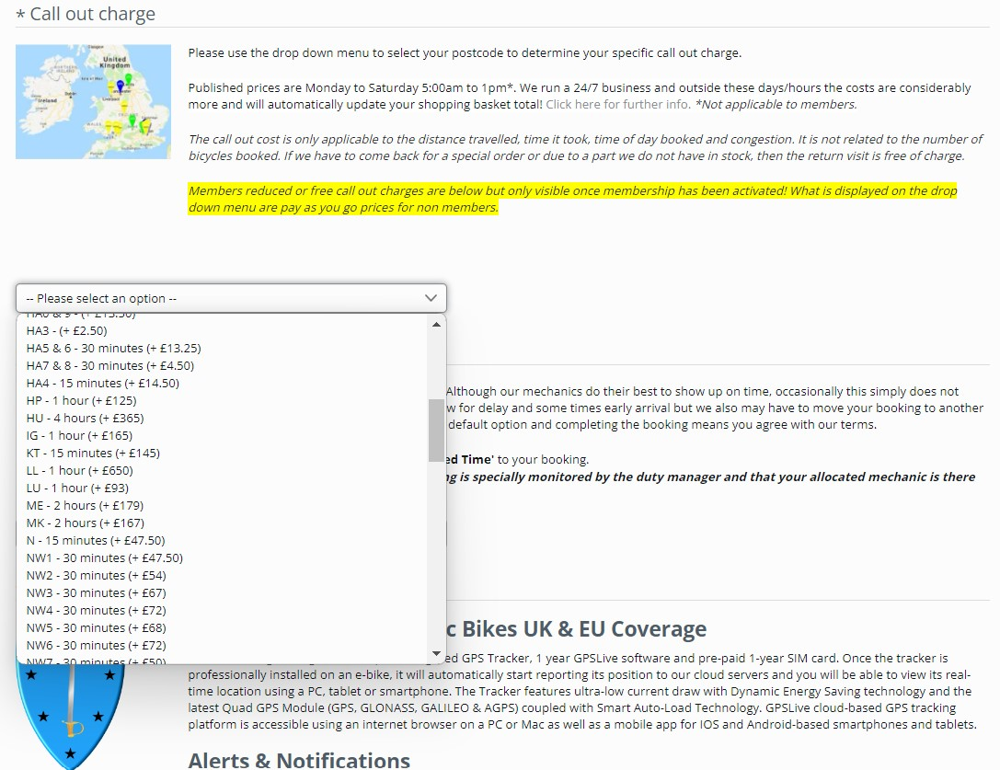 * Call out charge
United
Kingdom
Ireland
Please use the drop down menu to select your postcode to determine your specific call out charge.
Published prices are Monday to Saturday 5:00am to 1pm*. We run a 24/7 business and outside these days/hours the costs are considerably
more and will automatically update your shopping basket total! Click here for further info. *Not applicable to members.
The call out cost is only applicable to the distance travelled, time it took, time of day booked and congestion. It is not related to the number of
bicycles booked. If we have to come back for a special order or due to a part we do not have in stock, then the return visit is free of charge.
Members reduced or free call out charges are below but only visible once membership has been activated! What is displayed on the drop
down menu are pay as you go prices for non members.
-- Please select an option --
HA0 & 9 - (+ £13.50)
HA3 - (+ £2.50)
HA5 & 6 - 30 minutes (+ £13.25)
HA7 & 8 - 30 minutes (+ £4.50)
HA4 - 15 minutes (+ £14.50)
HP - 1 hour (+ £125)
HU - 4 hours (+ £365)
IG - 1 hour (+ £165)
KT - 15 minutes (+ £145)
LL - 1 hour (+ £650)
LU - 1 hour (+ £93)
ME - 2 hours (+ £179)
MK - 2 hours (+ £167)
N - 15 minutes (+ £47.50)
NW1 - 30 minutes (+ £47.50)
NW2 - 30 minutes (+ £54)
NW3 - 30 minutes (+ £67)
NW4 - 30 minutes (+ £72)
NW5 - 30 minutes (+ £68)
NW6 - 30 minutes (+ £72)
NW7 - 30 minutes (+ £50)
Although our mechanics do their best to show up on time, occasionally this simply does not
w for delay and some times early arrival but we also may have to move your booking to another
default option and completing the booking means you agree with our terms.
ed Time' to your booking.
ng is specially monitored by the duty manager and that your allocated mechanic is there
c Bikes UK & EU Coverage
ed GPS Tracker, 1 year GPSLive software and pre-paid 1-year SIM card. Once the tracker is
professionally installed on an e-bike, it will automatically start reporting its position to our cloud servers and you will be able to view its real-
time location using a PC, tablet or smartphone. The Tracker features ultra-low current draw with Dynamic Energy Saving technology and the
latest Quad GPS Module (GPS, GLONASS, GALILEO & AGPS) coupled with Smart Auto-Load Technology. GPSLive cloud-based GPS tracking
platform is accessible using an internet browser on a PC or Mac as well as a mobile app for IOS and Android-based smartphones and tablets.
Alerts & Notifications